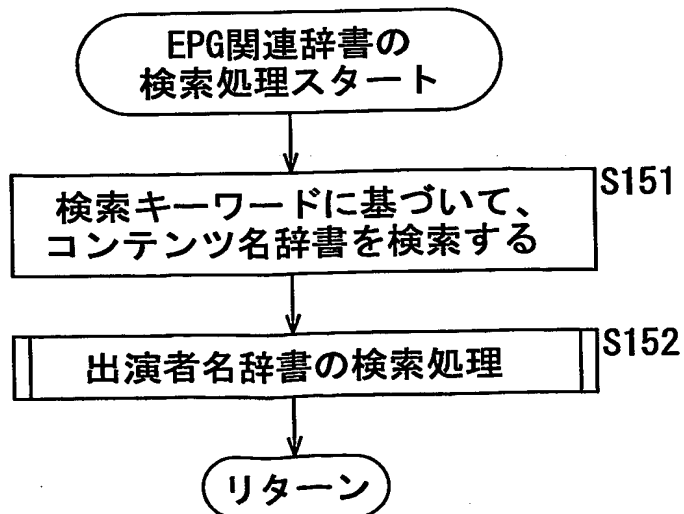 EPG関連辞書の
検索処理スタート
S151
検索キーワードに基づいて、
コンテンツ名辞書を検索する
S152
出演者名辞書の検索処理
リターン